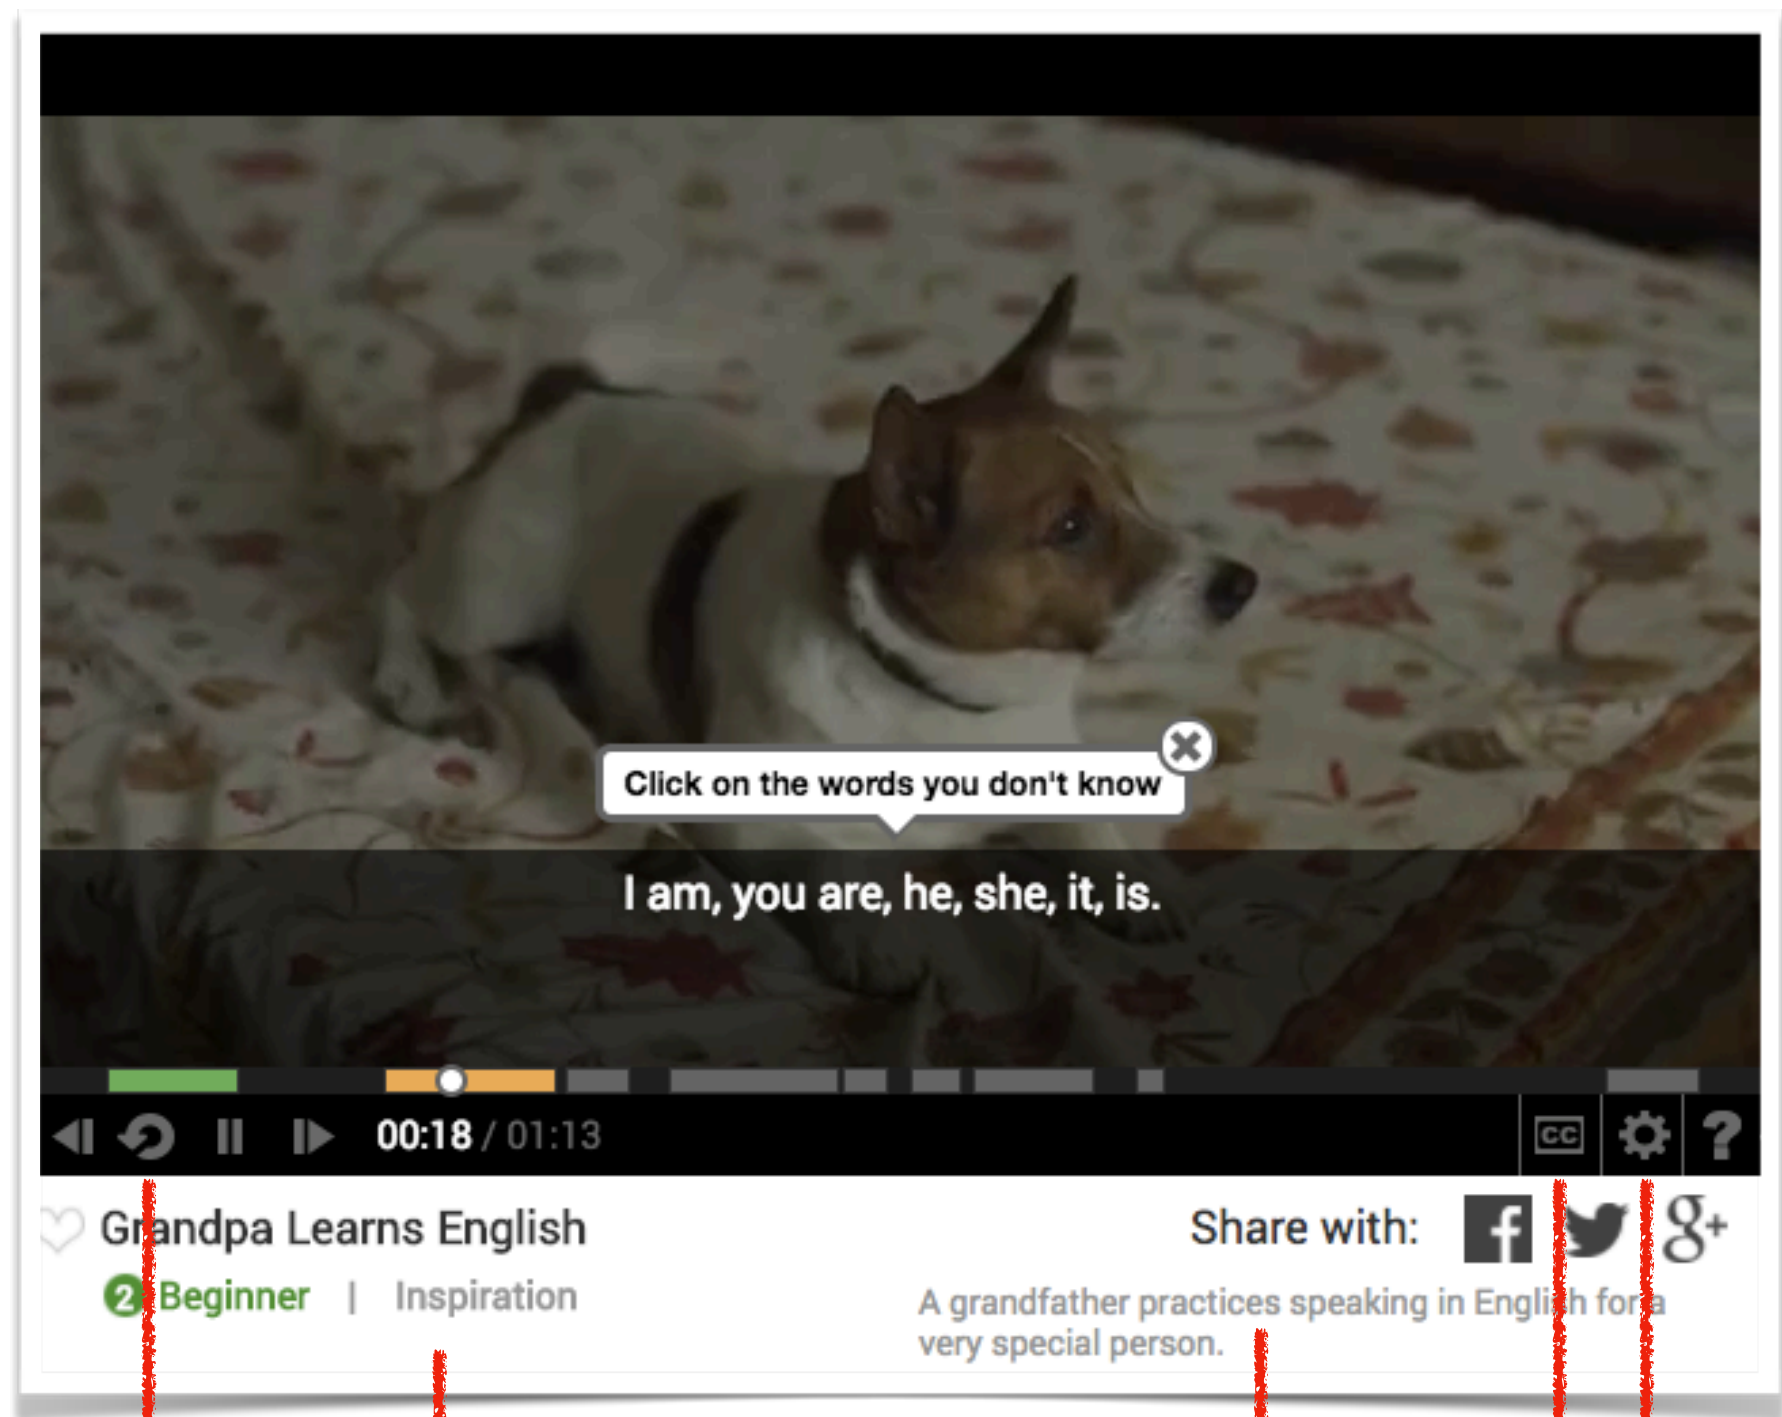 Click on the words you don't know
I am, you are, he, she, it, is.
00:18 / 01:13
CC
?
Grandpa Learns English
Share with: f g+
2 Beginner | Inspiration
A grandfather practices speaking in English for a
very special person.